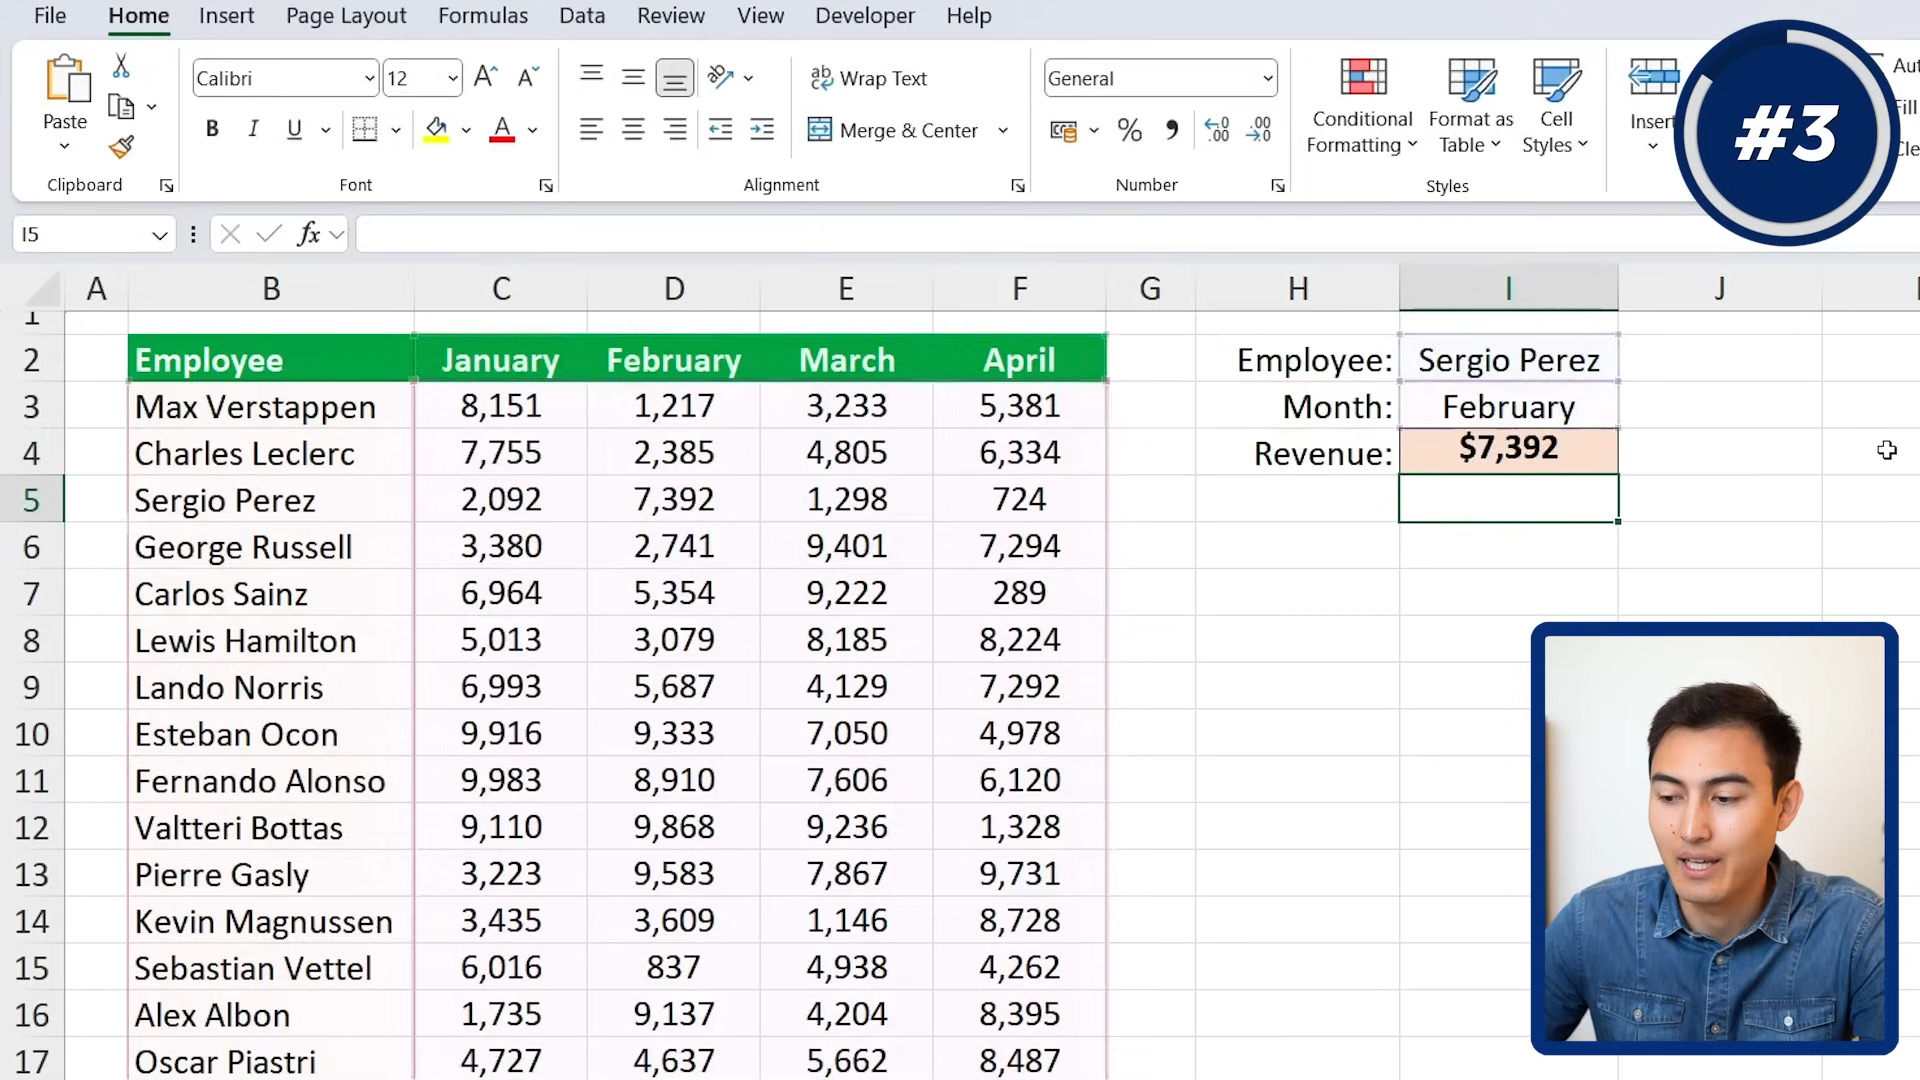 File Home Insert Page Layout Formulas Data Review View Developer Help
Paste
Clipboard
Calibri 12
B I U A
Font
Wrap Text
Merge & Center
Alignment
General
% 9 .00 .00
Number
Conditional Formatting
Format as Table
Cell Styles
Styles
Insert
#3
I5 fx
A B C D E F G H I J
1
2 Employee January February March April Employee: Sergio Perez
3 Max Verstappen 8,151 1,217 3,233 5,381 Month: February
4 Charles Leclerc 7,755 2,385 4,805 6,334 Revenue: $7,392
5 Sergio Perez 2,092 7,392 1,298 724
6 George Russell 3,380 2,741 9,401 7,294
7 Carlos Sainz 6,964 5,354 9,222 289
8 Lewis Hamilton 5,013 3,079 8,185 8,224
9 Lando Norris 6,993 5,687 4,129 7,292
10 Esteban Ocon 9,916 9,333 7,050 4,978
11 Fernando Alonso 9,983 8,910 7,606 6,120
12 Valtteri Bottas 9,110 9,868 9,236 1,328
13 Pierre Gasly 3,223 9,583 7,867 9,731
14 Kevin Magnussen 3,435 3,609 1,146 8,728
15 Sebastian Vettel 6,016 837 4,938 4,262
16 Alex Albon 1,735 9,137 4,204 8,395
17 Oscar Piastri 4,727 4,637 5,662 8,487